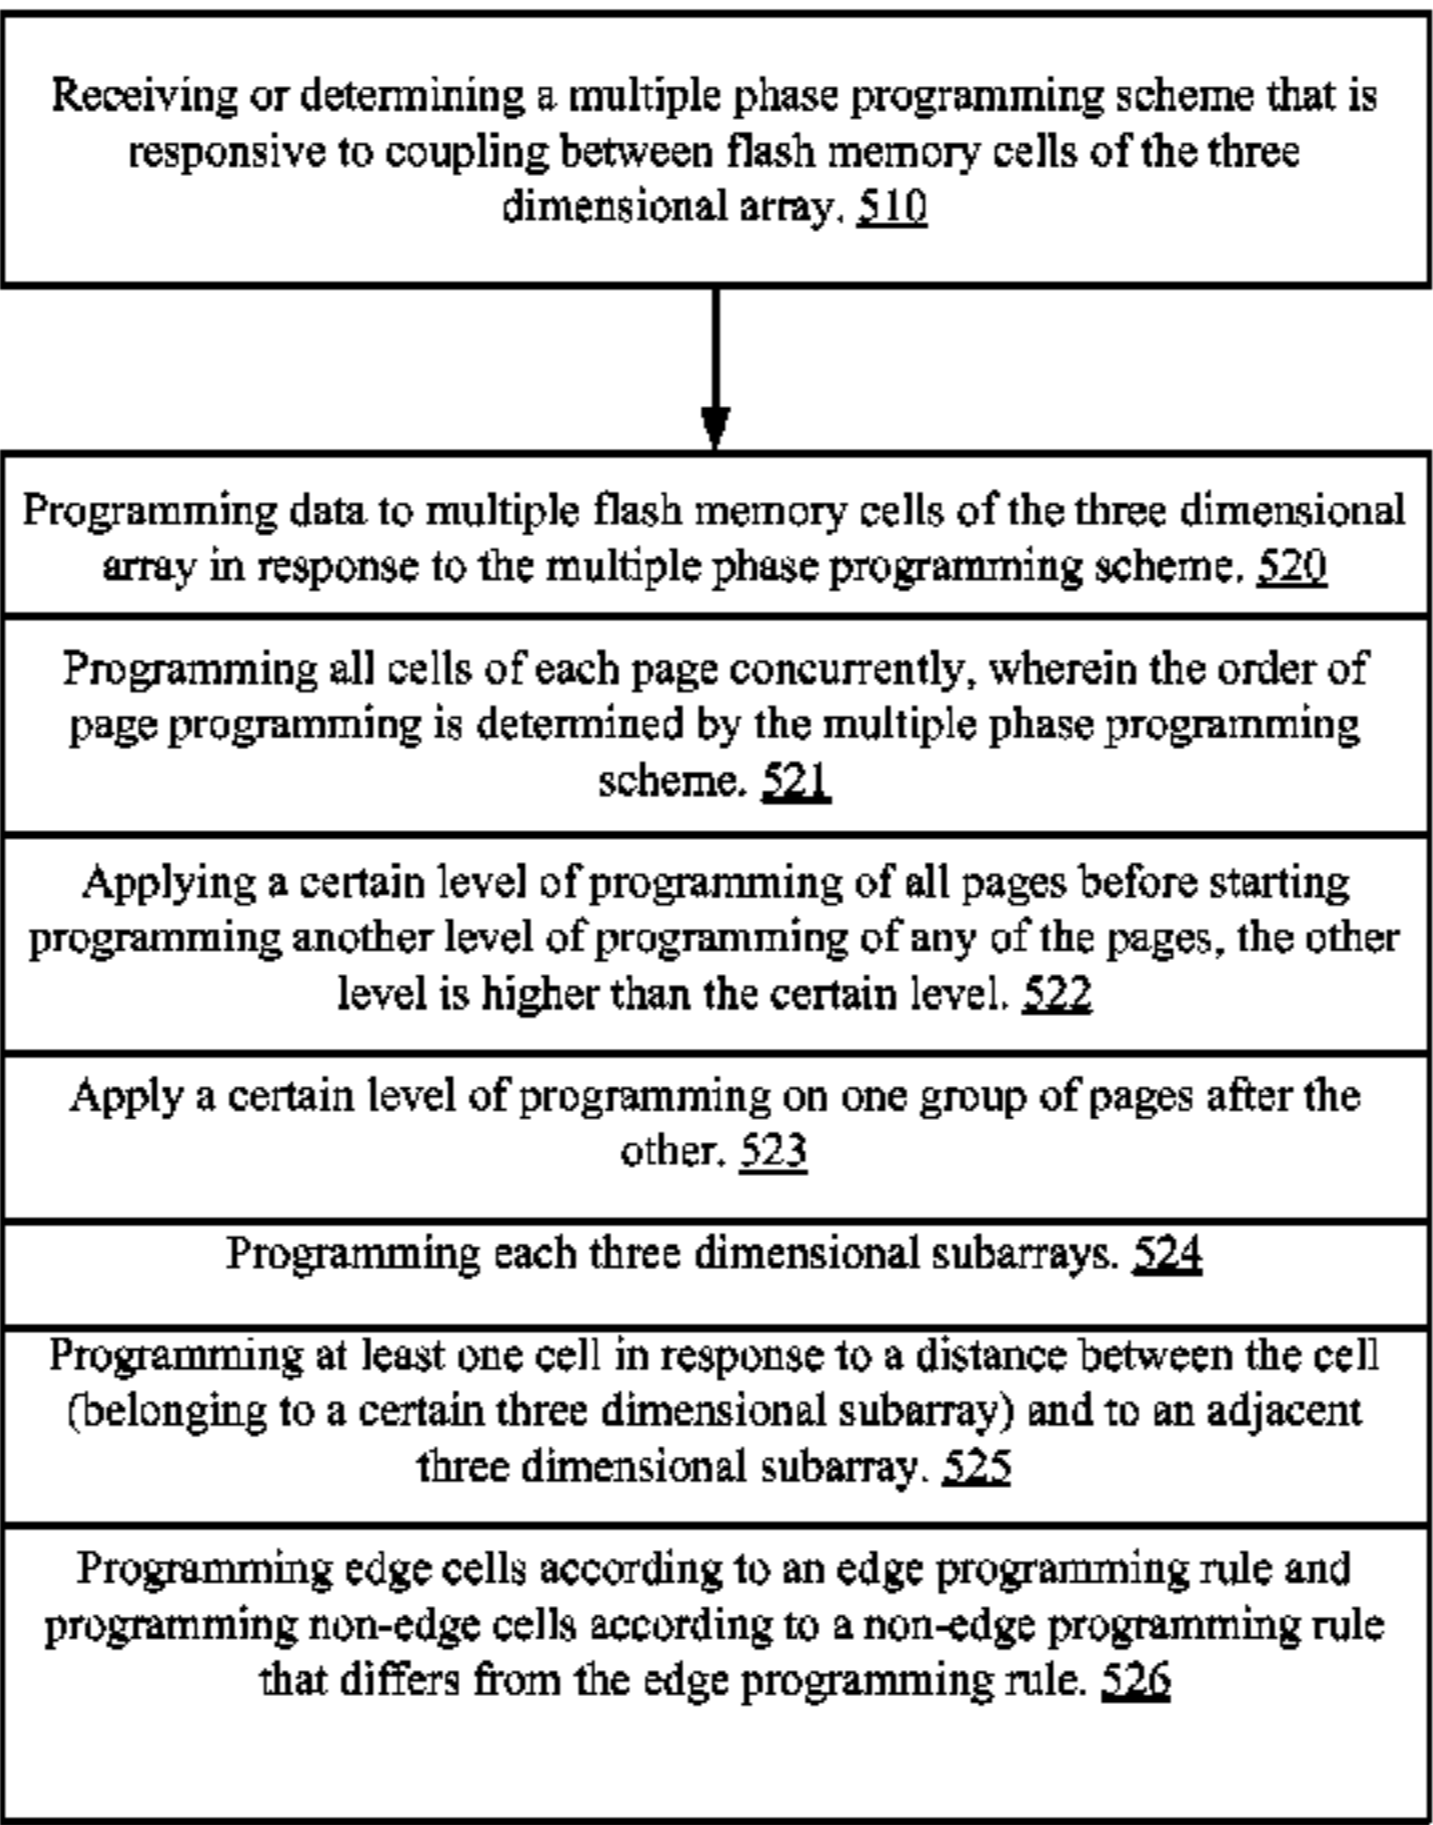 Receiving or determining a multiple phase programming scheme that is
responsive to coupling between flash memory cells of the three
dimensional array. 510
Programming data to multiple flash memory cells of the three dimensional
array in response to the multiple phase programming scheme. 520
Programming all cells of each page concurrently, wherein the order of
page programming is determined by the multiple phase programming
scheme. 521
Applying a certain level of programming of all pages before starting
programming another level of programming of any of the pages, the other
level is higher than the certain level. 522
Apply a certain level of programming on one group of pages after the
other. 523
Programming each three dimensional subarrays. 524
Programming at least one cell in response to a distance between the cell
(belonging to a certain three dimensional subarray) and to an adjacent
three dimensional subarray. 525
Programming edge cells according to an edge programming rule and
programming non-edge cells according to a non-edge programming rule
that differs from the edge programming rule. 526